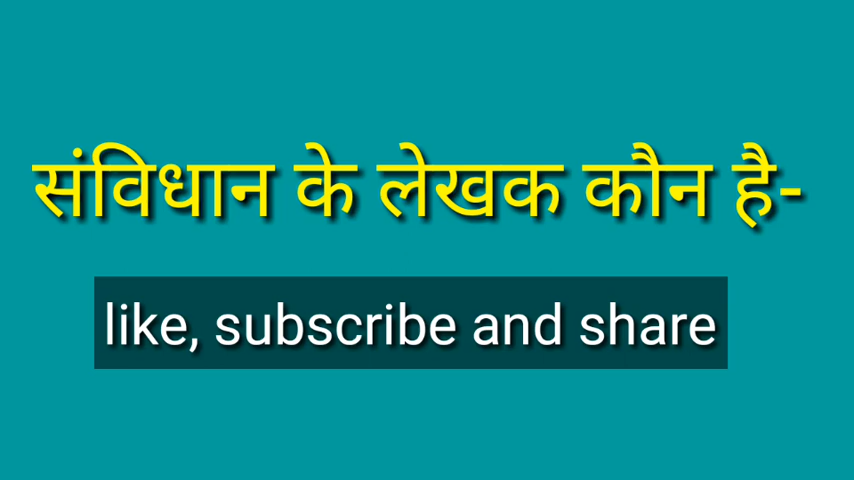 संविधान के लेखक कौन है-
like, subscribe and share